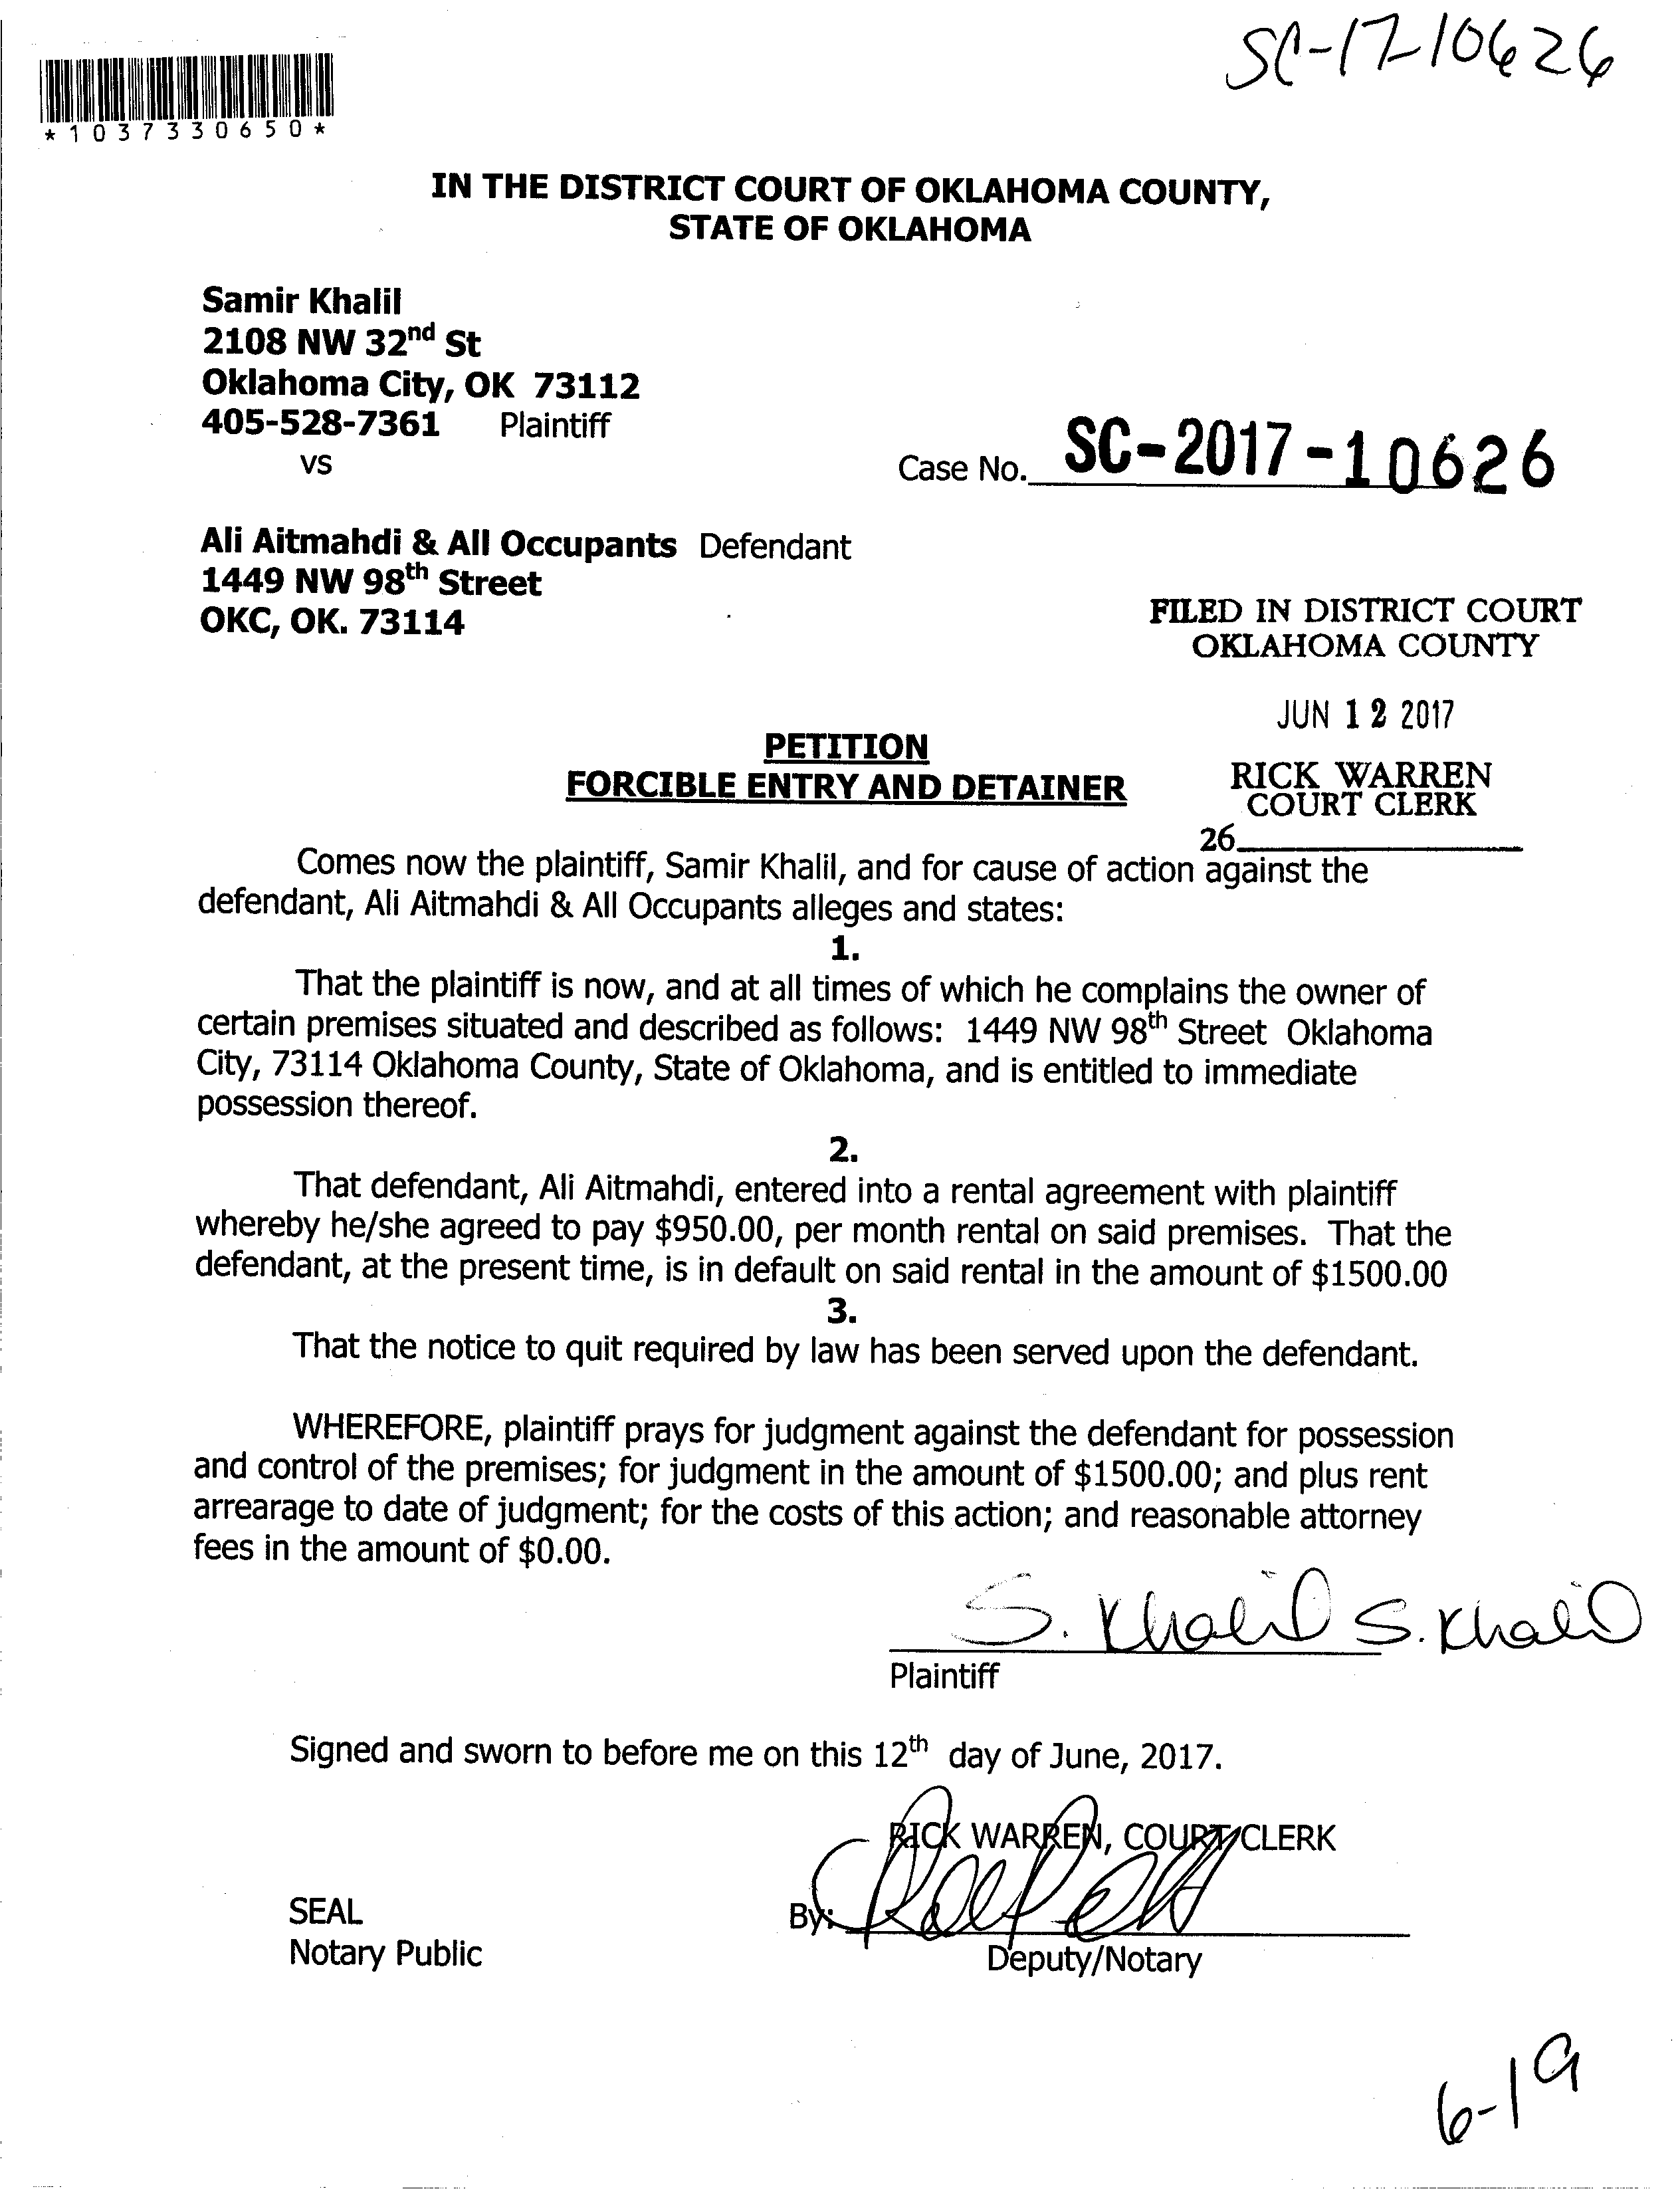 SC-17-10626
*1037330650*
IN THE DISTRICT COURT OF OKLAHOMA COUNTY,
STATE OF OKLAHOMA
Samir Khalil
2108 NW 32nd St
Oklahoma City, OK 73112
405-528-7361 Plaintiff
vs
Case No. SC-2017-10626
Ali Aitmahdi & All Occupants Defendant
1449 NW 98th Street
OKC, OK. 73114
FILED IN DISTRICT COURT
OKLAHOMA COUNTY
JUN 12 2017
RICK WARREN
COURT CLERK
26
PETITION
FORCIBLE ENTRY AND DETAINER
Comes now the plaintiff, Samir Khalil, and for cause of action against the
defendant, Ali Aitmahdi & All Occupants alleges and states:
1.
That the plaintiff is now, and at all times of which he complains the owner of
certain premises situated and described as follows: 1449 NW 98th Street Oklahoma
City, 73114 Oklahoma County, State of Oklahoma, and is entitled to immediate
possession thereof.
2.
That defendant, Ali Aitmahdi, entered into a rental agreement with plaintiff
whereby he/she agreed to pay $950.00, per month rental on said premises. That the
defendant, at the present time, is in default on said rental in the amount of $1500.00
3.
That the notice to quit required by law has been served upon the defendant.
WHEREFORE, plaintiff prays for judgment against the defendant for possession
and control of the premises; for judgment in the amount of $1500.00; and plus rent
arrearage to date of judgment; for the costs of this action; and reasonable attorney
fees in the amount of $0.00.
S. Khalil S. Khalil
Plaintiff
Signed and sworn to before me on this 12th day of June, 2017.
RICK WARREN, COURT CLERK
SEAL
By:
Notary Public
Deputy/Notary
6-19